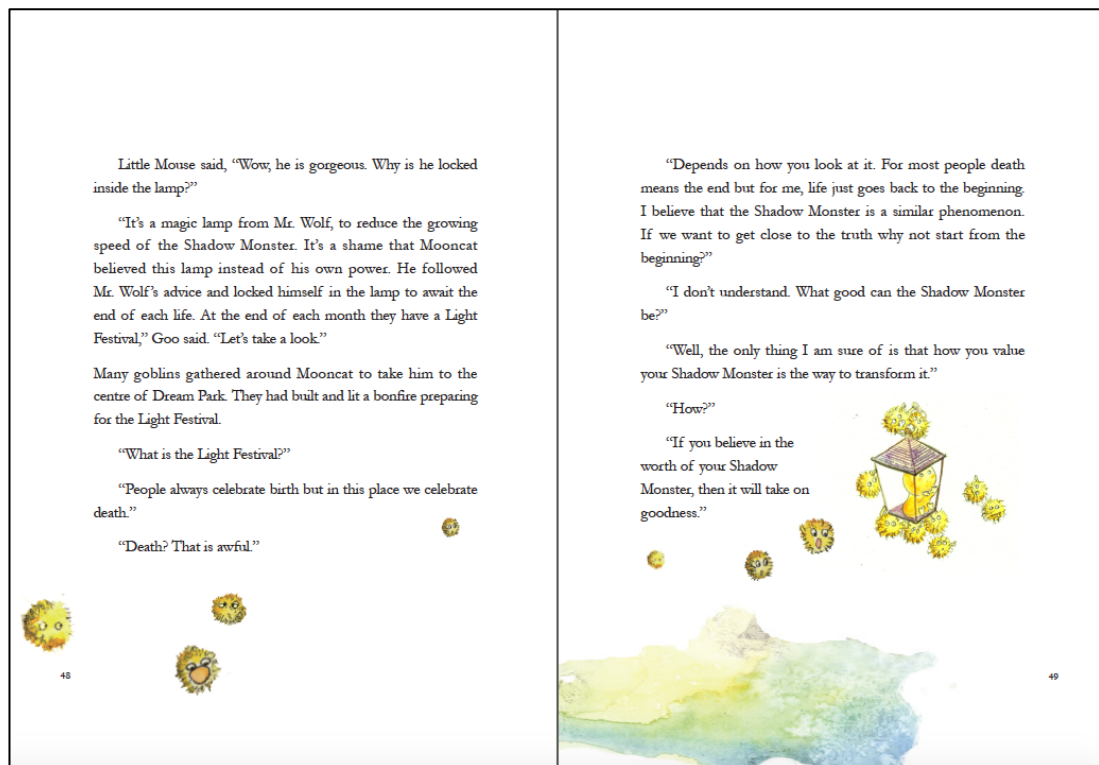 Little Mouse said, “Wow, he is gorgeous. Why is he locked
inside the lamp?”
“It’s a magic lamp from Mr. Wolf, to reduce the growing
speed of the Shadow Monster. It’s a shame that Mooncat
believed this lamp instead of his own power. He followed
Mr. Wolf’s advice and locked himself in the lamp to await the
end of each life. At the end of each month they have a Light
Festival,” Goo said. “Let’s take a look.”
Many goblins gathered around Mooncat to take him to the
centre of Dream Park. They had built and lit a bonfire preparing
for the Light Festival.
“What is the Light Festival?”
“People always celebrate birth but in this place we celebrate
death.”
“Death? That is awful.”
48
“Depends on how you look at it. For most people death
means the end but for me, life just goes back to the beginning.
I believe that the Shadow Monster is a similar phenomenon.
If we want to get close to the truth why not start from the
beginning?”
“I don’t understand. What good can the Shadow Monster
be?”
“Well, the only thing I am sure of is that how you value
your Shadow Monster is the way to transform it.”
“How?”
“If you believe in the
worth of your Shadow
Monster, then it will take on
goodness.”
49